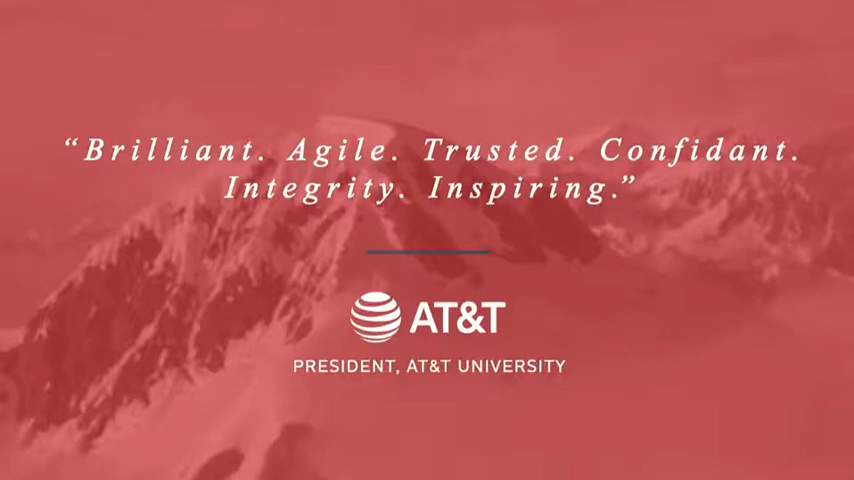 “Brilliant. Agile. Trusted. Confidant.
Integrity. Inspiring.”
AT&T
PRESIDENT, AT&T UNIVERSITY